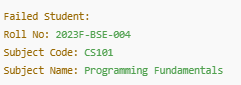 Failed Student:
Roll No: 2023F-BSE-004
Subject Code: CS101
Subject Name: Programming Fundamentals